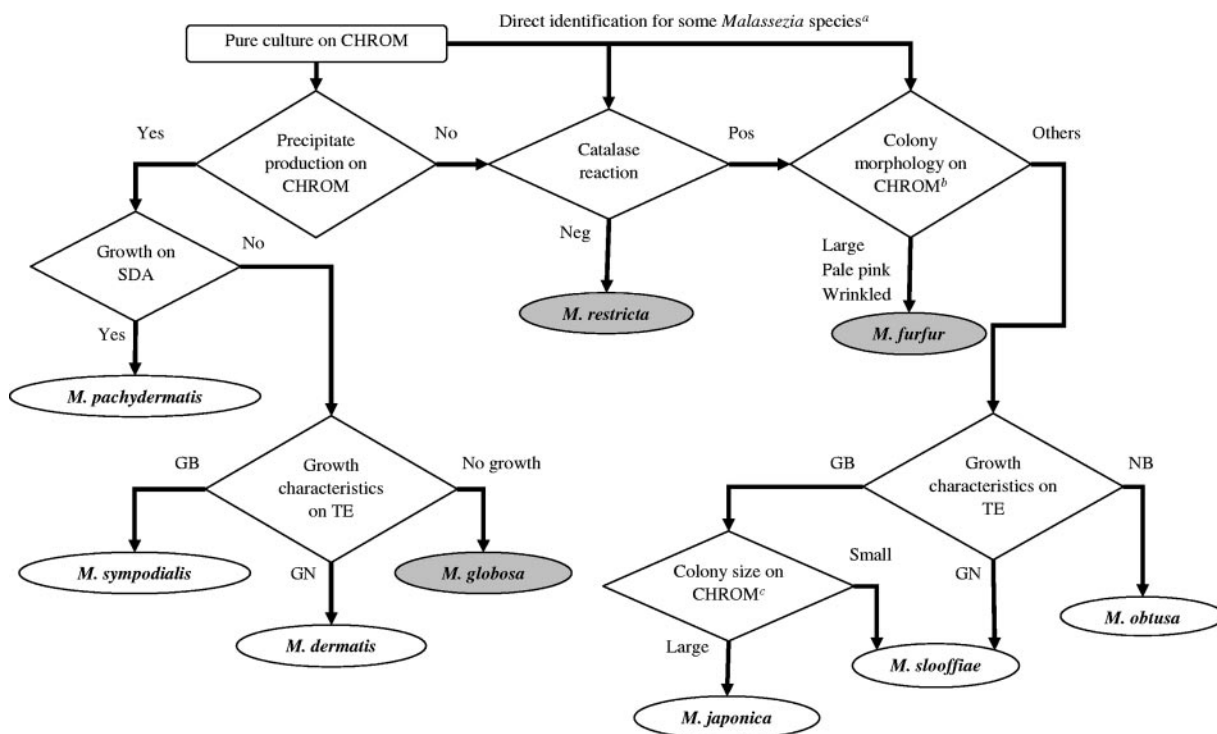 Direct identification for some Malassezia species^a
Pure culture on CHROM
Yes
Precipitate
production on
CHROM
No
Catalase
reaction
Pos
Colony
morphology on
CHROM^b
Others
Growth on
SDA
No
Neg
Large
Pale pink
Wrinkled
M. restricta
M. furfur
Yes
M. pachydermatis
GB
Growth
characteristics
on TE
No growth
GB
Growth
characteristics on
TE
NB
M. sympodialis
GN
M. globosa
Colony size on
CHROM^c
Small
GN
M. obtusa
M. dermatis
Large
M. slooffiae
M. japonica